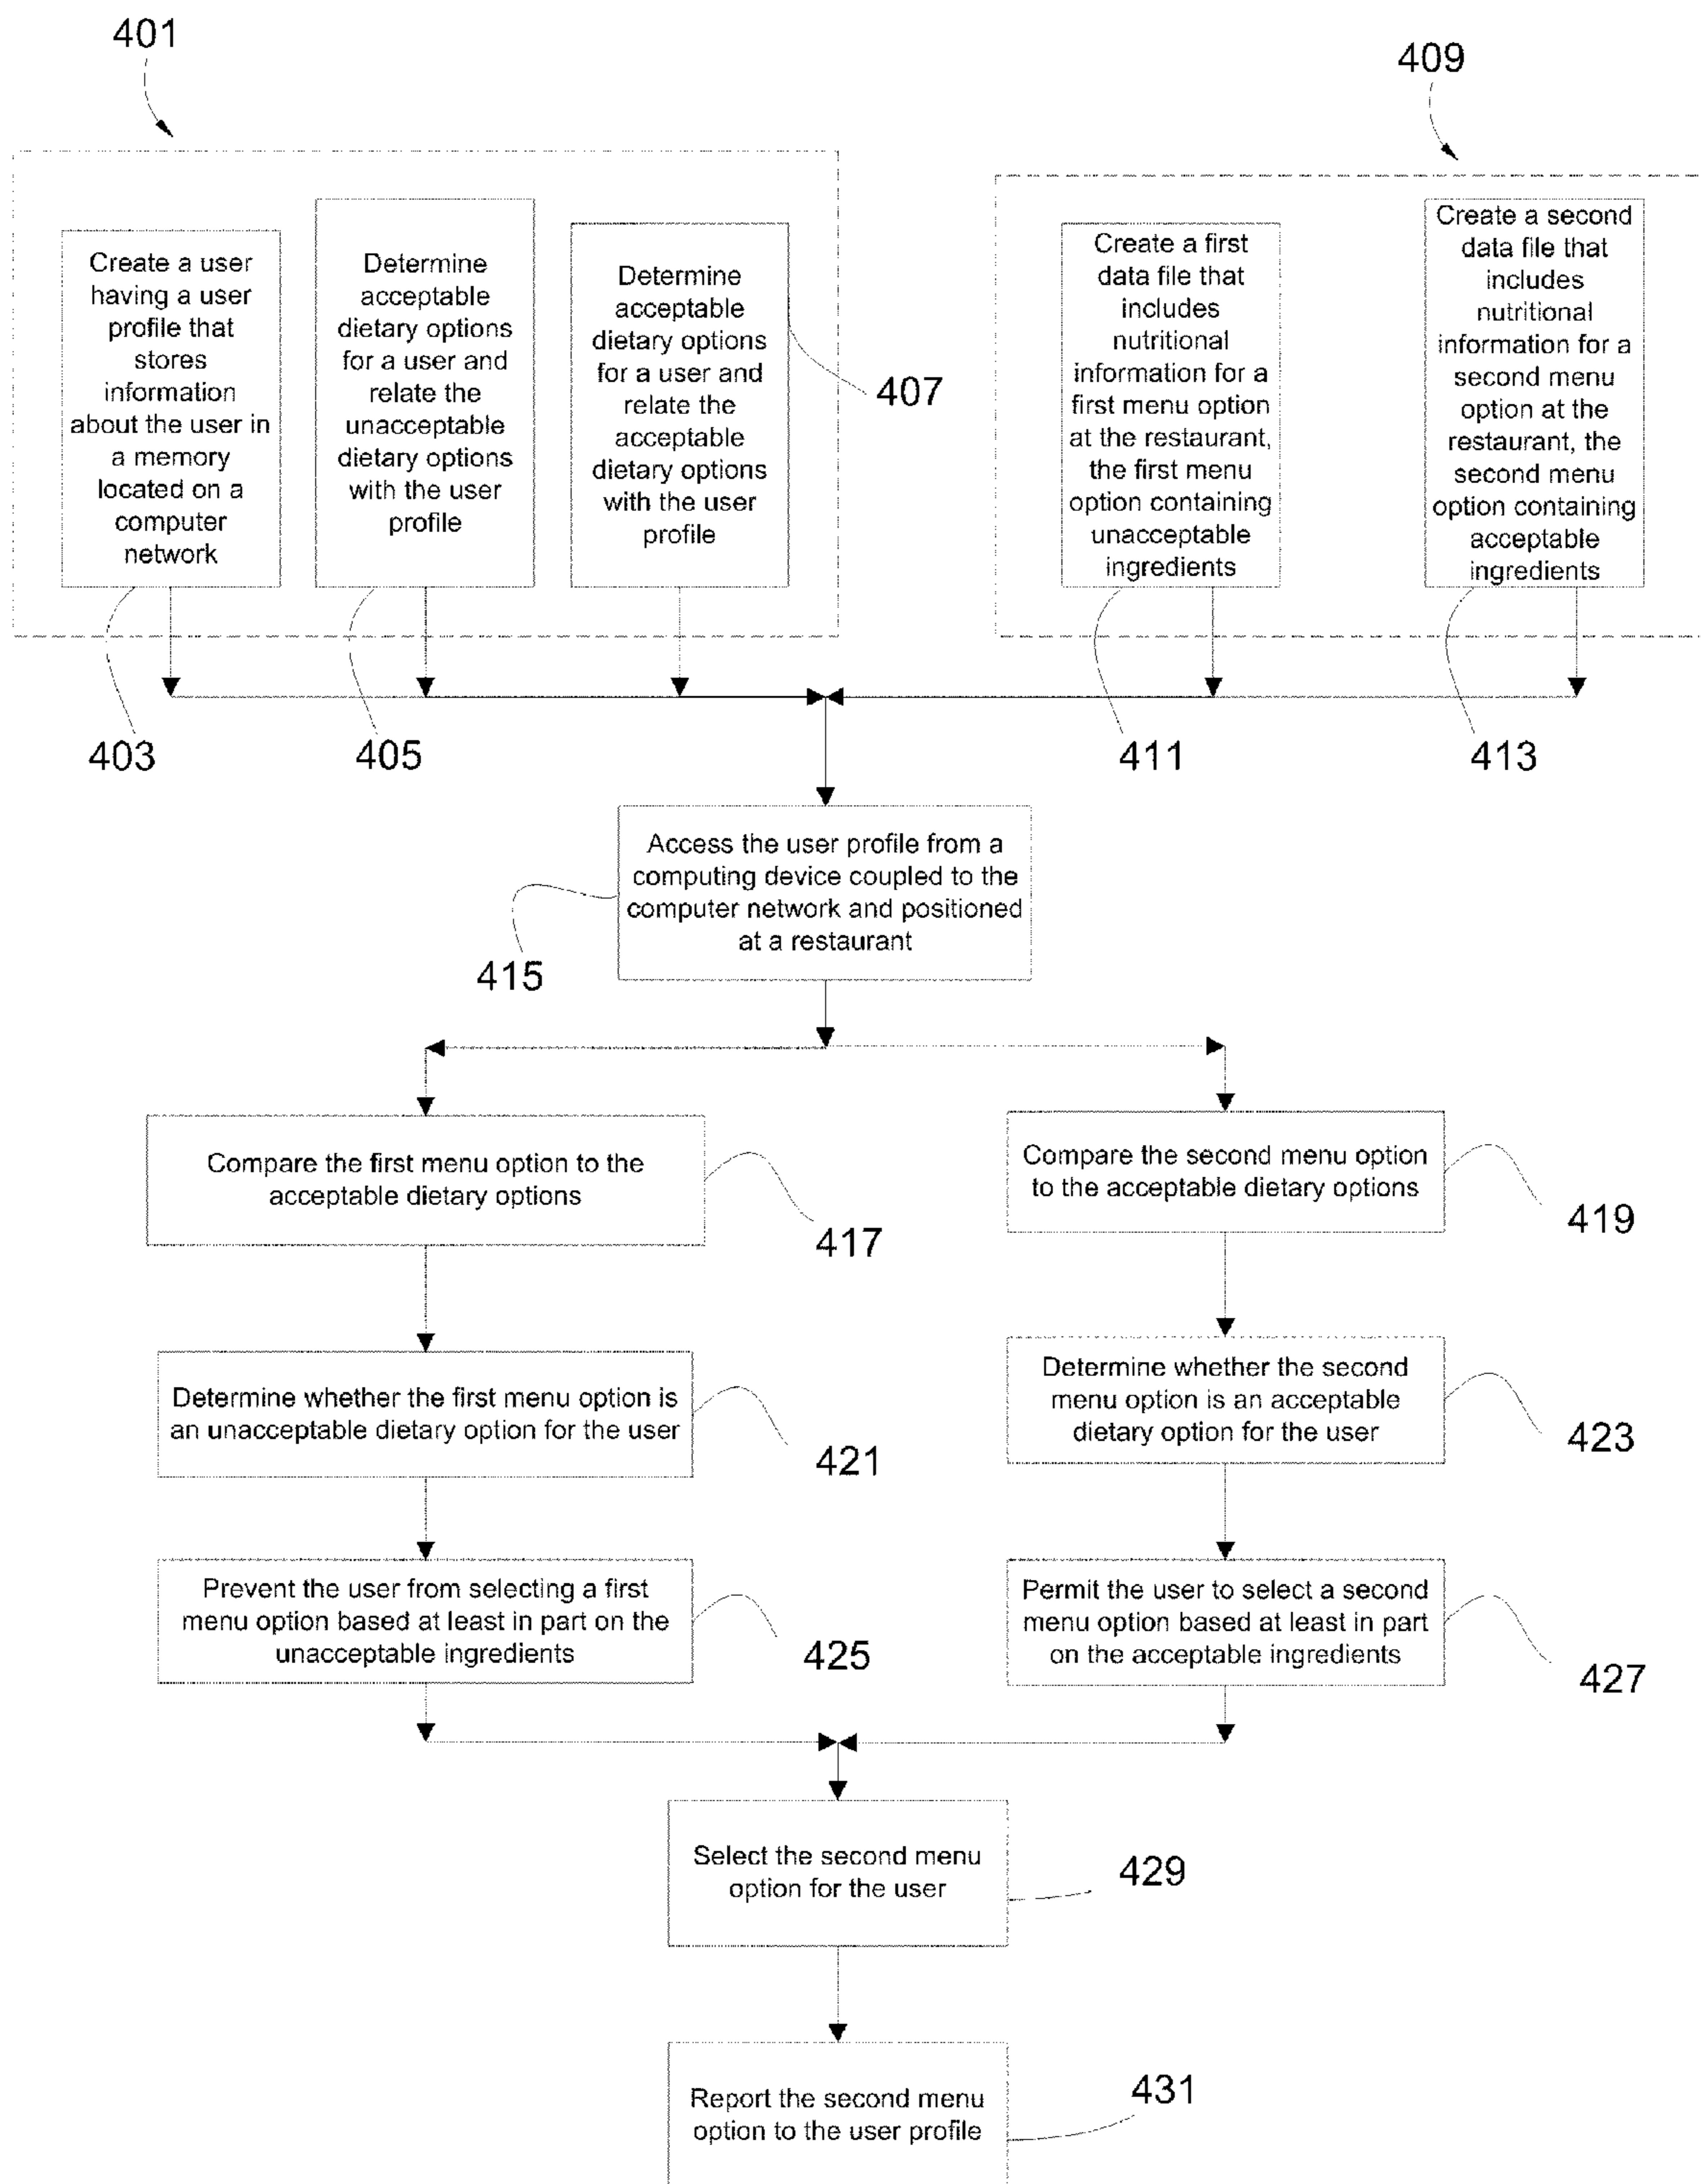 401
409
Create a user
having a user
profile that
stores
information
about the user in
a memory
located on a
computer
network
Determine
acceptable
dietary options
for a user and
relate the
unacceptable
dietary options
with the user
profile
Determine
acceptable
dietary options
for a user and
relate the
acceptable
dietary options
with the user
profile
407
Create a first
data file that
includes
nutritional
information for a
first menu option
at the restaurant,
the first menu
option containing
unacceptable
ingredients
Create a second
data file that
includes
nutritional
information for a
second menu
option at the
restaurant, the
second menu
option containing
acceptable
ingredients
403
405
411
413
Access the user profile from a
computing device coupled to the
computer network and positioned
at a restaurant
415
Compare the first menu option to the
acceptable dietary options
417
Compare the second menu option
to the acceptable dietary options
419
Determine whether the first menu option is
an unacceptable dietary option for the user
421
Determine whether the second
menu option is an acceptable
dietary option for the user
423
Prevent the user from selecting a first
menu option based at least in part on the
unacceptable ingredients
425
Permit the user to select a second
menu option based at least in part
on the acceptable ingredients
427
Select the second menu
option for the user
429
Report the second menu
option to the user profile
431